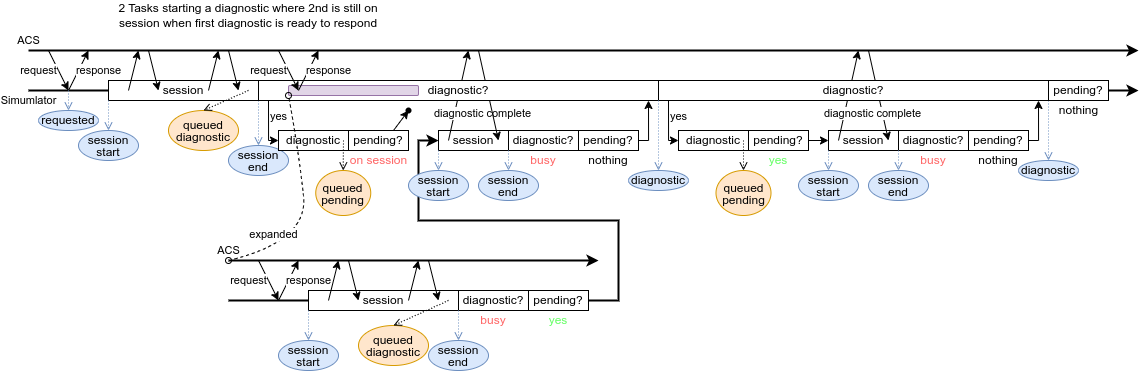 2 Tasks starting a diagnostic where 2nd is still on
session when first diagnostic is ready to respond
ACS
request
response
request
response
session
diagnostic?
diagnostic?
pending?
Simumlator
nothing
requested
queued
diagnostic
yes
diagnostic complete
yes
diagnostic complete
session
start
session
end
diagnostic
pending?
session
diagnostic?
pending?
diagnostic
pending?
session
diagnostic?
pending?
on session
busy
nothing
yes
busy
nothing
queued
pending
session
start
session
end
diagnostic
queued
pending
session
start
session
end
diagnostic
expanded
ACS
request
response
session
diagnostic?
pending?
busy
yes
session
start
queued
diagnostic
session
end